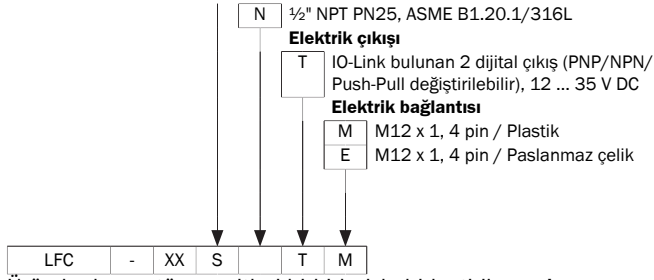 N ½" NPT PN25, ASME B1.20.1/316L
Elektrik çıkışı
T IO-Link bulunan 2 dijital çıkış (PNP/NPN/
Push-Pull değiştirilebilir), 12 ... 35 V DC
Elektrik bağlantısı
M M12 x 1, 4 pin / Plastik
E M12 x 1, 4 pin / Paslanmaz çelik
LFC - XX S T M